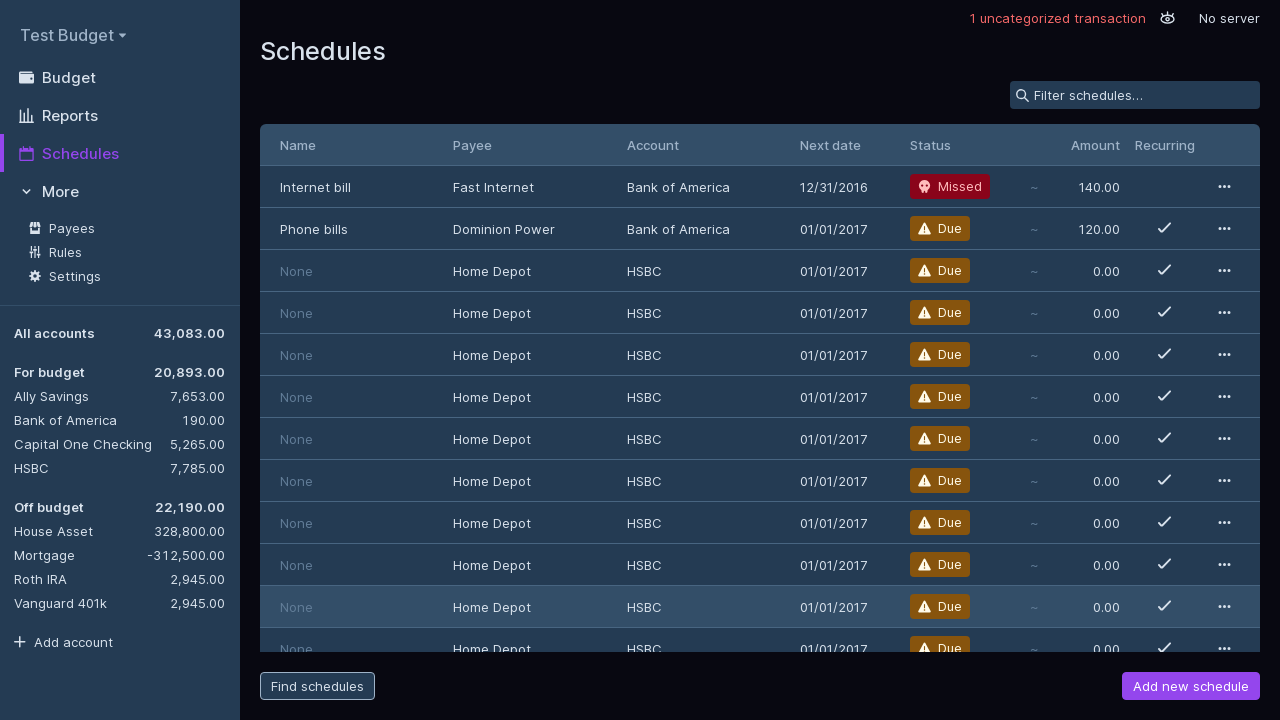 Test Budget
Budget
Reports
Schedules
More
Payees
Rules
Settings
All accounts 43,083.00
For budget 20,893.00
Ally Savings 7,653.00
Bank of America 190.00
Capital One Checking 5,265.00
HSBC 7,785.00
Off budget 22,190.00
House Asset 328,800.00
Mortgage -312,500.00
Roth IRA 2,945.00
Vanguard 401k 2,945.00
Add account
1 uncategorized transaction No server
Schedules
Filter schedules…
Name Payee Account Next date Status Amount Recurring
Internet bill Fast Internet Bank of America 12/31/2016 Missed ~ 140.00
Phone bills Dominion Power Bank of America 01/01/2017 Due ~ 120.00
None Home Depot HSBC 01/01/2017 Due ~ 0.00
None Home Depot HSBC 01/01/2017 Due ~ 0.00
None Home Depot HSBC 01/01/2017 Due ~ 0.00
None Home Depot HSBC 01/01/2017 Due ~ 0.00
None Home Depot HSBC 01/01/2017 Due ~ 0.00
None Home Depot HSBC 01/01/2017 Due ~ 0.00
None Home Depot HSBC 01/01/2017 Due ~ 0.00
None Home Depot HSBC 01/01/2017 Due ~ 0.00
None Home Depot HSBC 01/01/2017 Due ~ 0.00
None Home Depot HSBC 01/01/2017 Due ~ 0.00
Find schedules Add new schedule